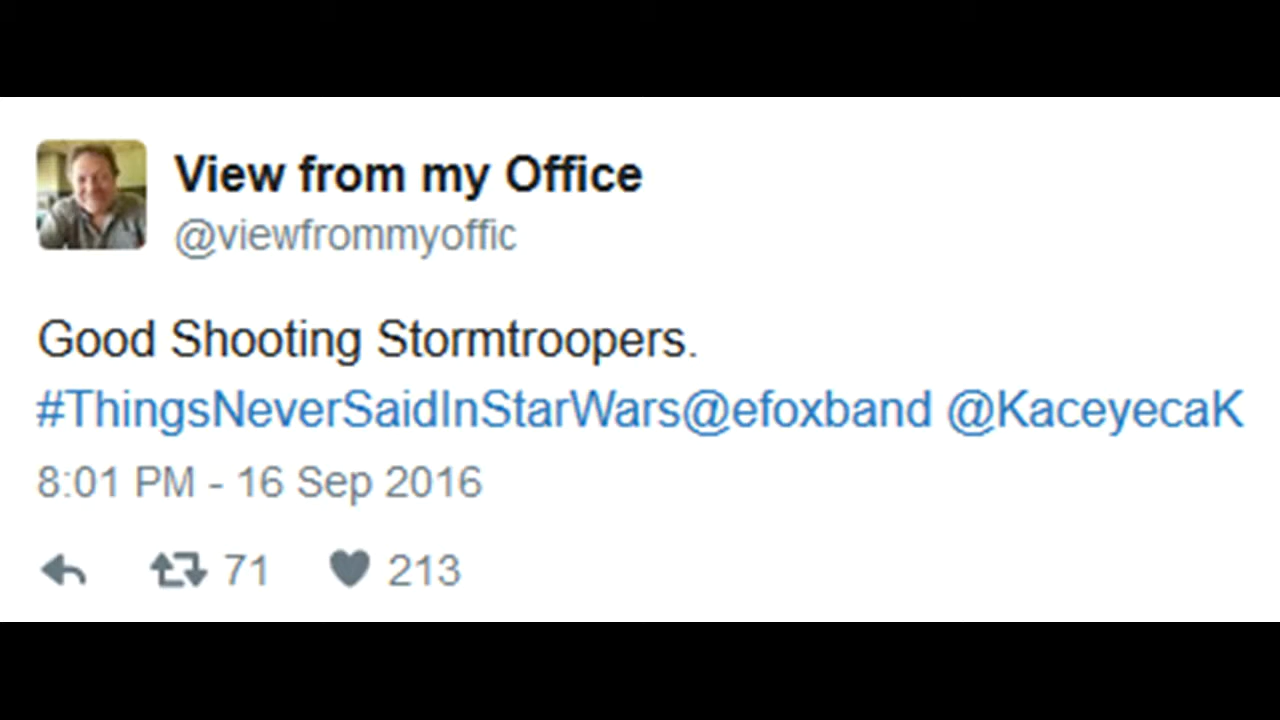 View from my Office
@viewfrommyoffic
Good Shooting Stormtroopers.
#ThingsNeverSaidInStarWars@efoxband @KaceyecaK
8:01 PM - 16 Sep 2016
71 213